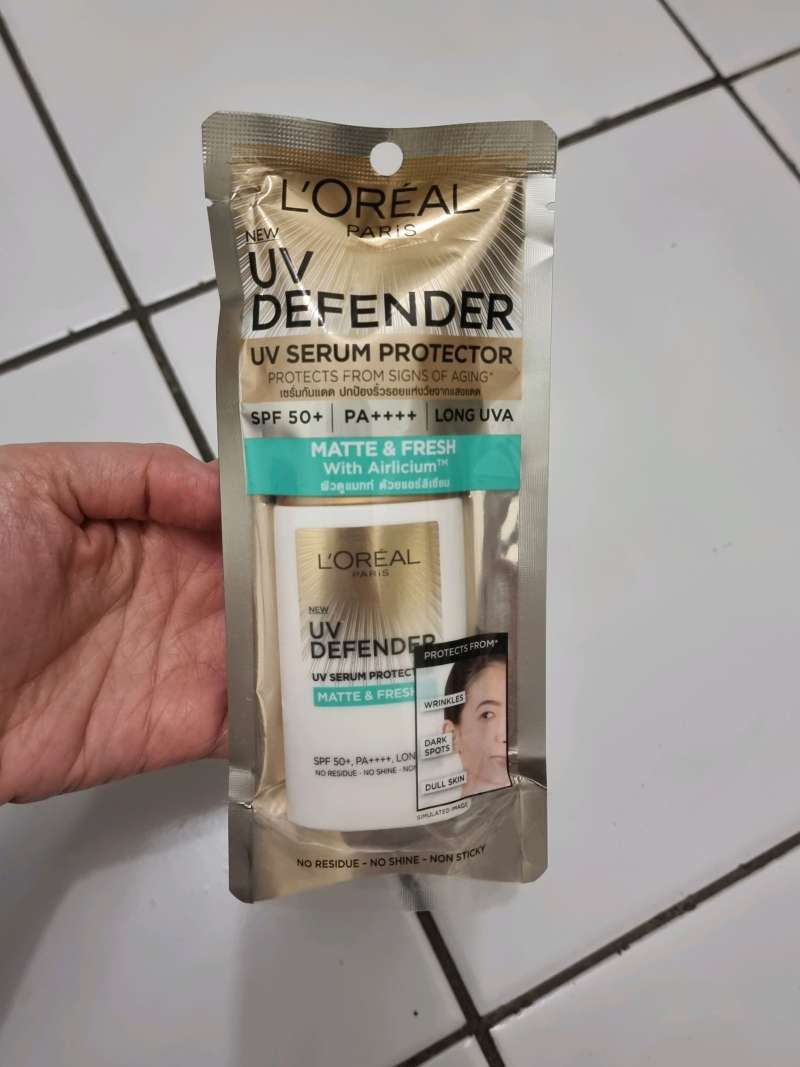 L'ORÉAL
PARIS
NEW
UV
DEFENDER
UV SERUM PROTECTOR
PROTECTS FROM SIGNS OF AGING*
เซรั่มกันแดด ปกป้องริ้วรอยแห่งวัยจากแสงแดด
SPF 50+ | PA++++ | LONG UVA
MATTE & FRESH
With Airlicium™
ผิวดูแมทท์ ด้วยแอร์ลิเซียม
L'ORÉAL
PARIS
NEW
UV
DEFENDER
UV SERUM PROTECT
MATTE & FRESH
SPF 50+, PA++++, LON
NO RESIDUE - NO SHINE - NON
PROTECTS FROM*
WRINKLES
DARK
SPOTS
DULL SKIN
SIMULATED IMAGE
NO RESIDUE - NO SHINE - NON STICKY